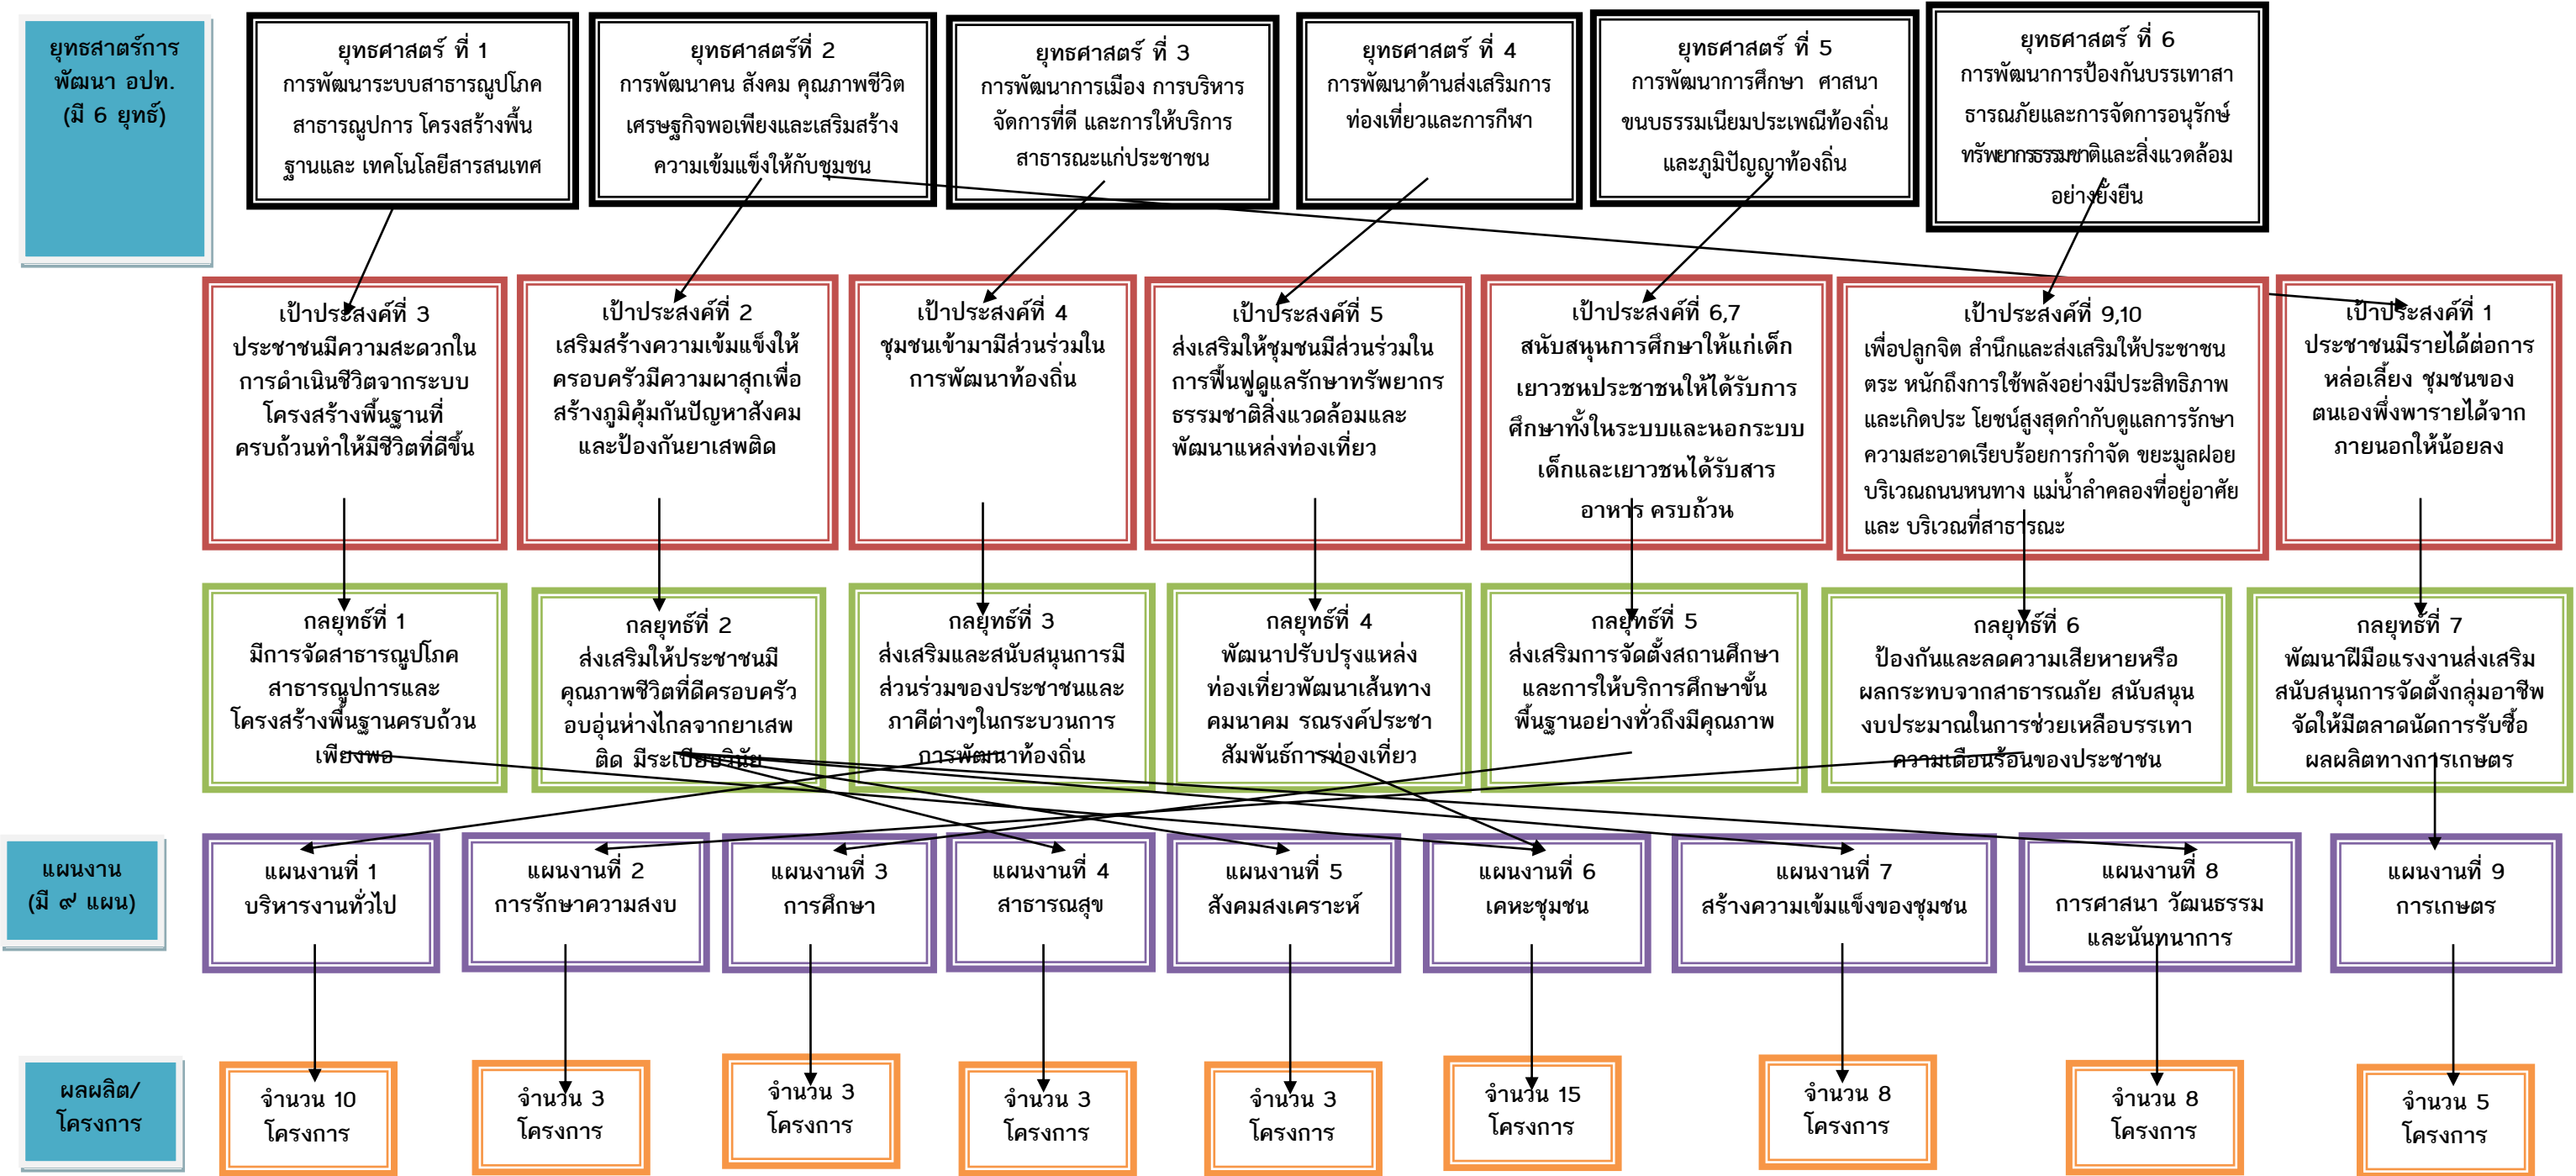 ยุทธสาตร์การ
พัฒนา อปท.
(มี 6 ยุทธ์)
ยุทธศาสตร์ ที่ 1
การพัฒนาระบบสาธารณูปโภค
สาธารณูปการ โครงสร้างพื้น
ฐานและ เทคโนโลยีสารสนเทศ
ยุทธศาสตร์ที่ 2
การพัฒนาคน สังคม คุณภาพชีวิต
เศรษฐกิจพอเพียงและเสริมสร้าง
ความเข้มแข็งให้กับชุมชน
ยุทธศาสตร์ ที่ 3
การพัฒนาการเมือง การบริหาร
จัดการที่ดี และการให้บริการ
สาธารณะแก่ประชาชน
ยุทธศาสตร์ ที่ 4
การพัฒนาด้านส่งเสริมการ
ท่องเที่ยวและการกีฬา
ยุทธศาสตร์ ที่ 5
การพัฒนาการศึกษา ศาสนา
ขนบธรรมเนียมประเพณีท้องถิ่น
และภูมิปัญญาท้องถิ่น
ยุทธศาสตร์ ที่ 6
การพัฒนาการป้องกันบรรเทาสา
ธารณภัยและการจัดการอนุรักษ์
ทรัพยากรธรรมชาติและสิ่งแวดล้อม
อย่างยั่งยืน
เป้าประสงค์ที่ 3
ประชาชนมีความสะดวกใน
การดำเนินชีวิตจากระบบ
โครงสร้างพื้นฐานที่
ครบถ้วนทำให้มีชีวิตที่ดีขึ้น
เป้าประสงค์ที่ 2
เสริมสร้างความเข้มแข็งให้
ครอบครัวมีความผาสุกเพื่อ
สร้างภูมิคุ้มกันปัญหาสังคม
และป้องกันยาเสพติด
เป้าประสงค์ที่ 4
ชุมชนเข้ามามีส่วนร่วมใน
การพัฒนาท้องถิ่น
เป้าประสงค์ที่ 5
ส่งเสริมให้ชุมชนมีส่วนร่วมใน
การฟื้นฟูดูแลรักษาทรัพยากร
ธรรมชาติสิ่งแวดล้อมและ
พัฒนาแหล่งท่องเที่ยว
เป้าประสงค์ที่ 6,7
สนับสนุนการศึกษาให้แก่เด็ก
เยาวชนประชาชนให้ได้รับการ
ศึกษาทั้งในระบบและนอกระบบ
เด็กและเยาวชนได้รับสาร
อาหาร ครบถ้วน
เป้าประสงค์ที่ 9,10
เพื่อปลูกจิต สำนึกและส่งเสริมให้ประชาชน
ตระ หนักถึงการใช้พลังอย่างมีประสิทธิภาพ
และเกิดประ โยชน์สูงสุดกำกับดูแลการรักษา
ความสะอาดเรียบร้อยการกำจัด ขยะมูลฝอย
บริเวณถนนหนทาง แม่น้ำลำคลองที่อยู่อาศัย
และ บริเวณที่สาธารณะ
เป้าประสงค์ที่ 1
ประชาชนมีรายได้ต่อการ
หล่อเลี้ยง ชุมชนของ
ตนเองพึ่งพารายได้จาก
ภายนอกให้น้อยลง
กลยุทธ์ที่ 1
มีการจัดสาธารณูปโภค
สาธารณูปการและ
โครงสร้างพื้นฐานครบถ้วน
เพียงพอ
กลยุทธ์ที่ 2
ส่งเสริมให้ประชาชนมี
คุณภาพชีวิตที่ดีครอบครัว
อบอุ่นห่างไกลจากยาเสพ
ติด มีระเบียบวินัย
กลยุทธ์ที่ 3
ส่งเสริมและสนับสนุนการมี
ส่วนร่วมของประชาชนและ
ภาคีต่างๆในกระบวนการ
การพัฒนาท้องถิ่น
กลยุทธ์ที่ 4
พัฒนาปรับปรุงแหล่ง
ท่องเที่ยวพัฒนาเส้นทาง
คมนาคม รณรงค์ประชา
สัมพันธ์การท่องเที่ยว
กลยุทธ์ที่ 5
ส่งเสริมการจัดตั้งสถานศึกษา
และการให้บริการศึกษาขั้น
พื้นฐานอย่างทั่วถึงมีคุณภาพ
กลยุทธ์ที่ 6
ป้องกันและลดความเสียหายหรือ
ผลกระทบจากสาธารณภัย สนับสนุน
งบประมาณในการช่วยเหลือบรรเทา
ความเดือนร้อนของประชาชน
กลยุทธ์ที่ 7
พัฒนาฝีมือแรงงานส่งเสริม
สนับสนุนการจัดตั้งกลุ่มอาชีพ
จัดให้มีตลาดนัดการรับซื้อ
ผลผลิตทางการเกษตร
แผนงาน
(มี ๙ แผน)
แผนงานที่ 1
บริหารงานทั่วไป
แผนงานที่ 2
การรักษาความสงบ
แผนงานที่ 3
การศึกษา
แผนงานที่ 4
สาธารณสุข
แผนงานที่ 5
สังคมสงเคราะห์
แผนงานที่ 6
เคหะชุมชน
แผนงานที่ 7
สร้างความเข้มแข็งของชุมชน
แผนงานที่ 8
การศาสนา วัฒนธรรม
และนันทนาการ
แผนงานที่ 9
การเกษตร
ผลผลิต/
โครงการ
จำนวน 10
โครงการ
จำนวน 3
โครงการ
จำนวน 3
โครงการ
จำนวน 3
โครงการ
จำนวน 3
โครงการ
จำนวน 15
โครงการ
จำนวน 8
โครงการ
จำนวน 8
โครงการ
จำนวน 5
โครงการ